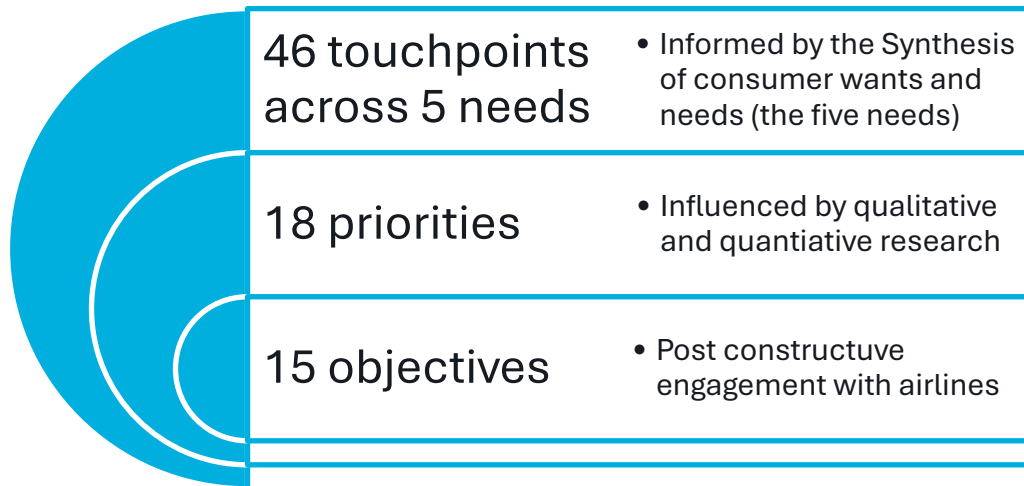 46 touchpoints
across 5 needs
• Informed by the Synthesis
of consumer wants and
needs (the five needs)
18 priorities
• Influenced by qualitative
and quantiative research
15 objectives
• Post constructuve
engagement with airlines